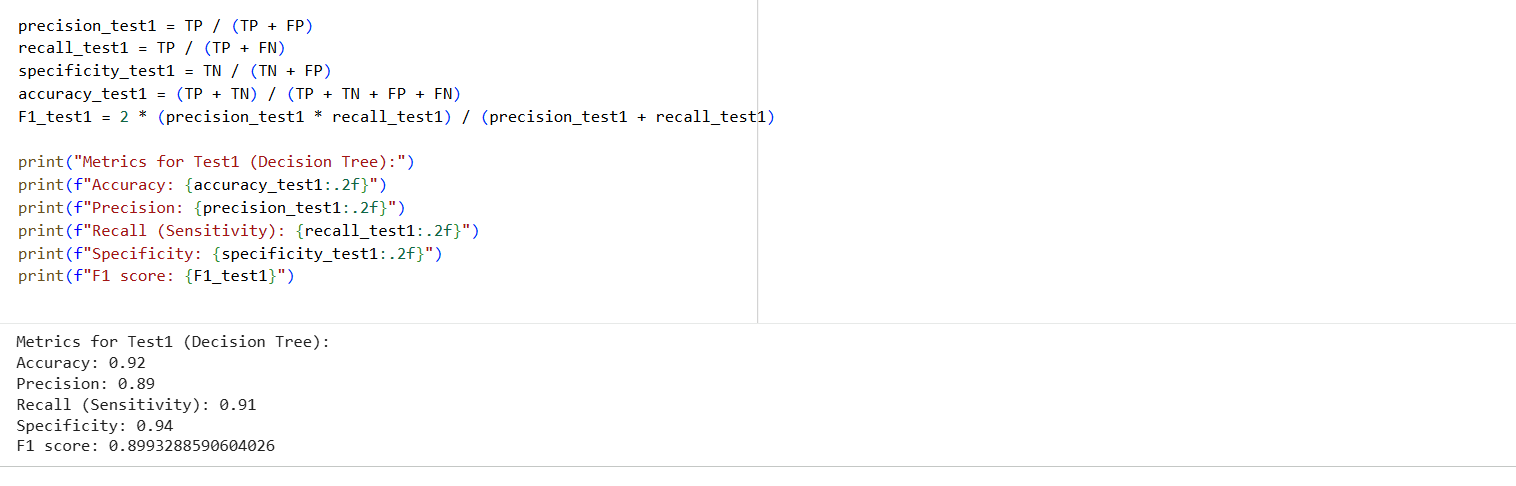 precision_test1 = TP / (TP + FP)
recall_test1 = TP / (TP + FN)
specificity_test1 = TN / (TN + FP)
accuracy_test1 = (TP + TN) / (TP + TN + FP + FN)
F1_test1 = 2 * (precision_test1 * recall_test1) / (precision_test1 + recall_test1)
print("Metrics for Test1 (Decision Tree):")
print(f"Accuracy: {accuracy_test1:.2f}")
print(f"Precision: {precision_test1:.2f}")
print(f"Recall (Sensitivity): {recall_test1:.2f}")
print(f"Specificity: {specificity_test1:.2f}")
print(f"F1 score: {F1_test1}")
Metrics for Test1 (Decision Tree):
Accuracy: 0.92
Precision: 0.89
Recall (Sensitivity): 0.91
Specificity: 0.94
F1 score: 0.8993288590604026